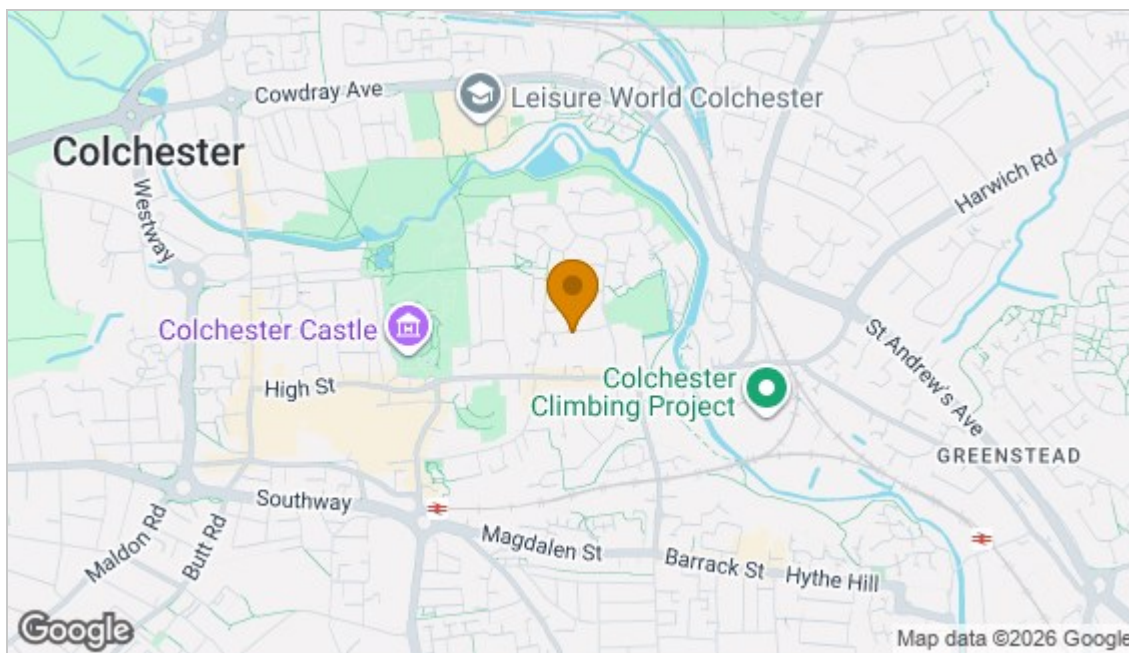 Cowdray Ave
Leisure World Colchester
Colchester
Harwich Rd
Westway
Colchester Castle
St Andrew's Ave
High St
Colchester
Climbing Project
GREENSTEAD
Southway
Maldon Rd
Butt Rd
Magdalen St
Barrack St
Hythe Hill
Google
Map data ©2026 Google